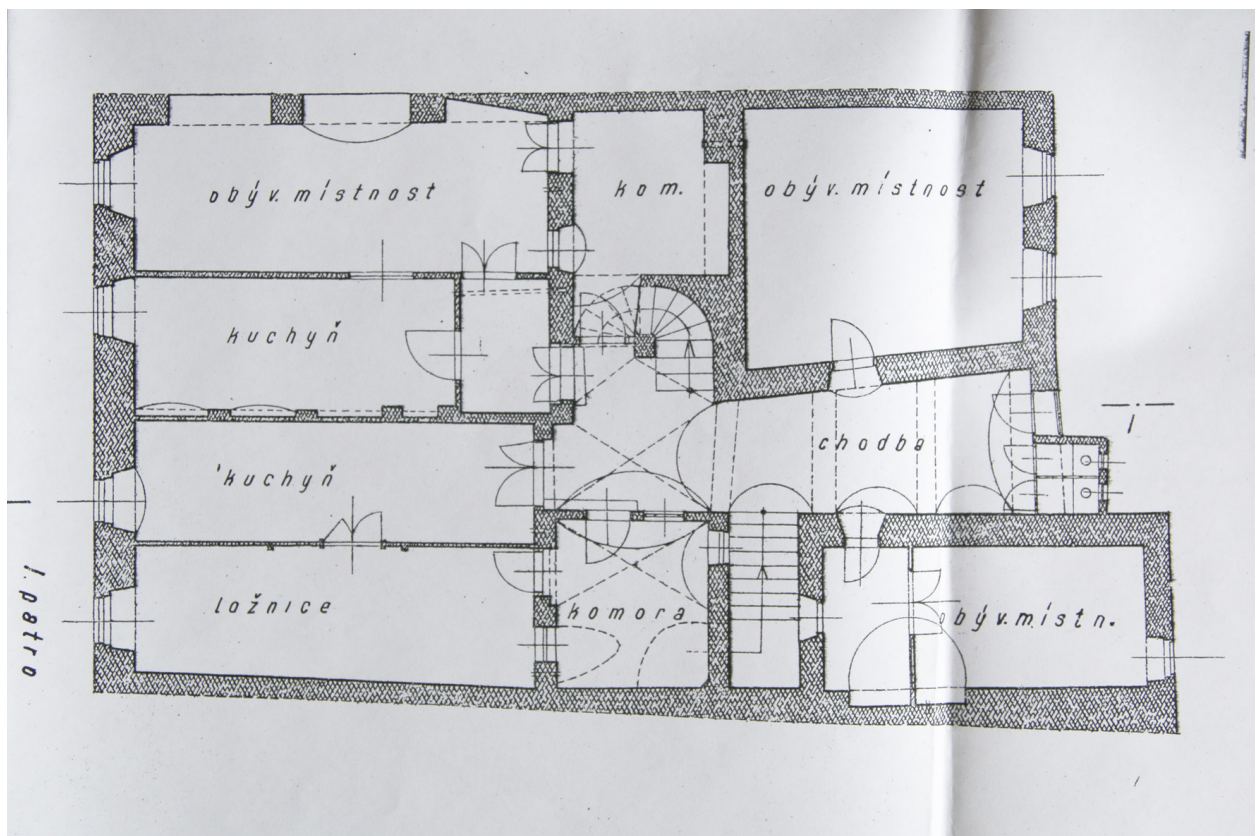 obýv. místnost
kom.
obýv. místnost
kuchyň
chodba
kuchyň
ložnice
komora
obýv. místn.
I. patro
I